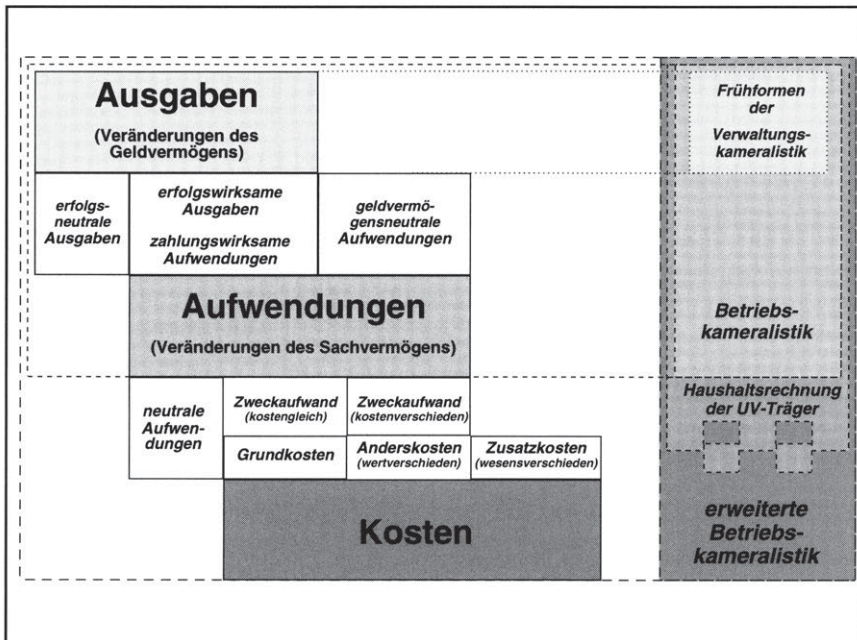 Ausgaben
(Veränderungen des
Geldvermögens)
Frühformen
der
Verwaltungs-
kameralistik
erfolgs-
neutrale
Ausgaben
erfolgswirksame
Ausgaben
zahlungswirksame
Aufwendungen
geldvermö-
gensneutrale
Aufwendungen
Aufwendungen
(Veränderungen des Sachvermögens)
Betriebs-
kameralistik
neutrale
Aufwen-
dungen
Zweckaufwand
(kostengleich)
Zweckaufwand
(kostenverschieden)
Haushaltsrechnung
der UV-Träger
Grundkosten
Anderskosten
(wertverschieden)
Zusatzkosten
(wesensverschieden)
Kosten
erweiterte
Betriebs-
kameralistik